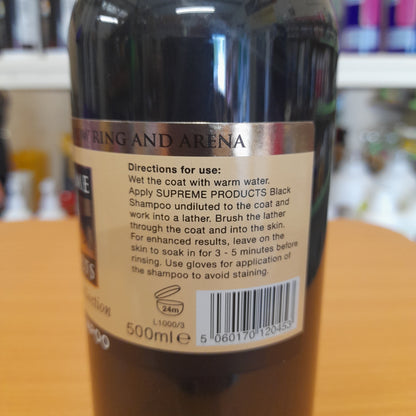 RING AND ARENA
Directions for use:
Wet the coat with warm water.
Apply SUPREME PRODUCTS Black
Shampoo undiluted to the coat and
work into a lather. Brush the lather
through the coat and into the skin.
For enhanced results, leave on the
skin to soak in for 3 - 5 minutes before
rinsing. Use gloves for application of
the shampoo to avoid staining.
24m
L1000/3
500ml e
5 060170 120453